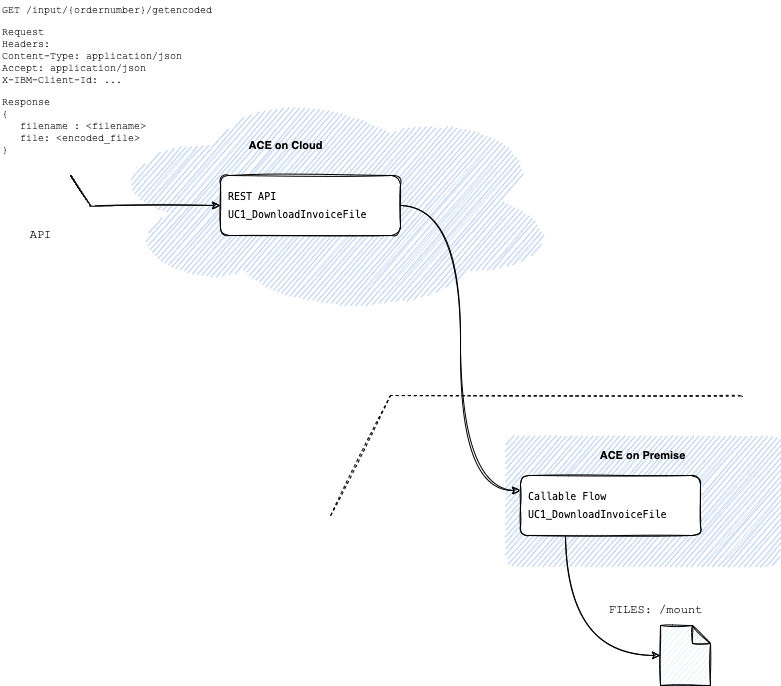 GET /input/{ordernumber}/getencoded
Request
Headers:
Content-Type: application/json
Accept: application/json
X-IBM-Client-Id: ...
Response
{
filename : <filename>
file: <encoded_file>
}
ACE on Cloud
REST API
UC1_DownloadInvoiceFile
API
ACE on Premise
Callable Flow
UC1_DownloadInvoiceFile
FILES: /mount